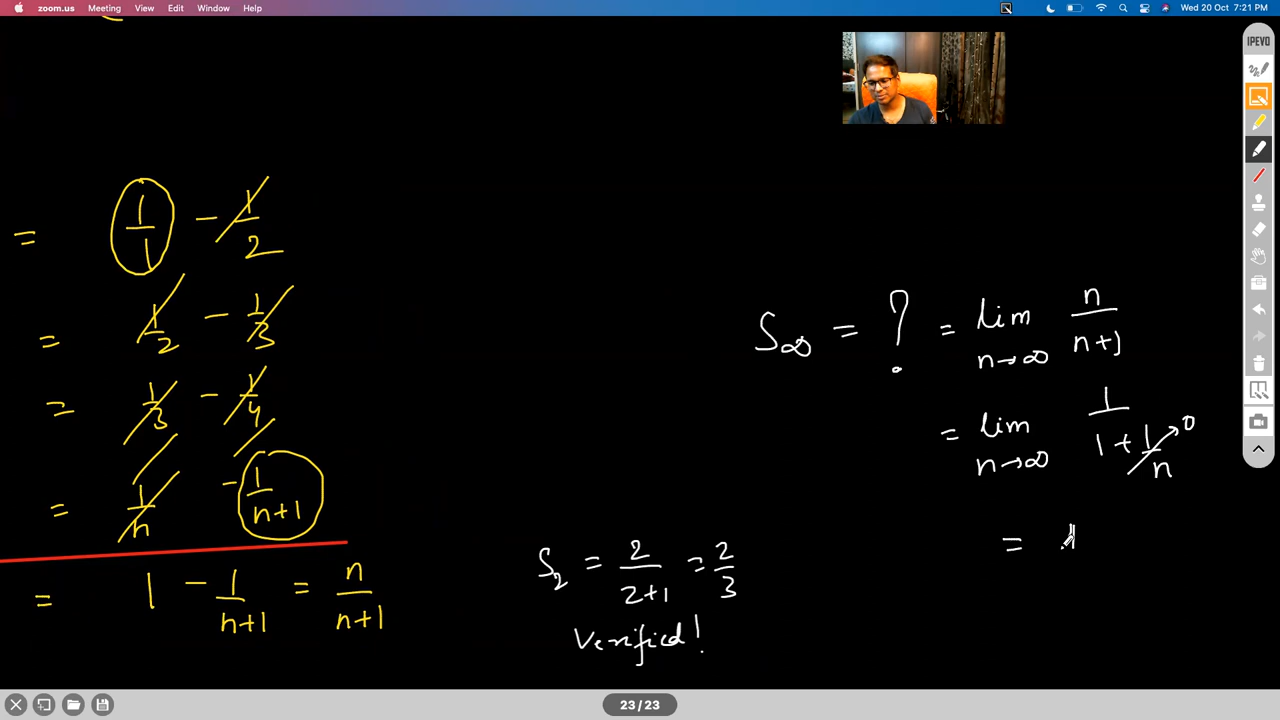 zoom.us Meeting View Edit Window Help Wed 20 Oct 7:21 PM
IPEVO
= 1/1 - 1/2
= 1/2 - 1/3
= 1/3 - 1/4
= 1/n - 1/n+1
= 1 - 1/n+1 = n/n+1
S₂ = 2/2+1 = 2/3
Verified!
S∞ = ? = lim n→∞ n/n+1
= lim n→∞ 1/1+1/n →0
= 1
23/23